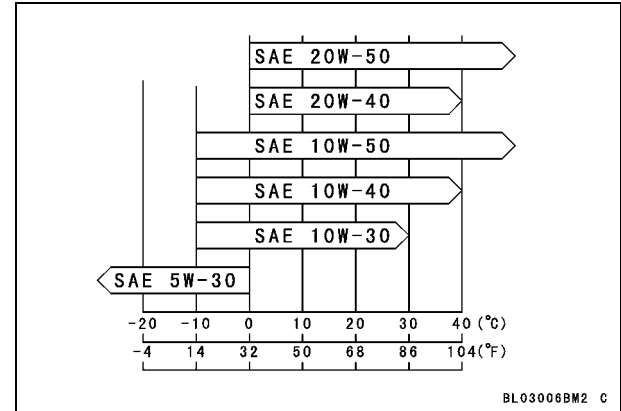 SAE 20W-50
SAE 20W-40
SAE 10W-50
SAE 10W-40
SAE 10W-30
SAE 5W-30
-20 -10 0 10 20 30 40 (°C)
-4 14 32 50 68 86 104(°F)
BL03006BM2 C